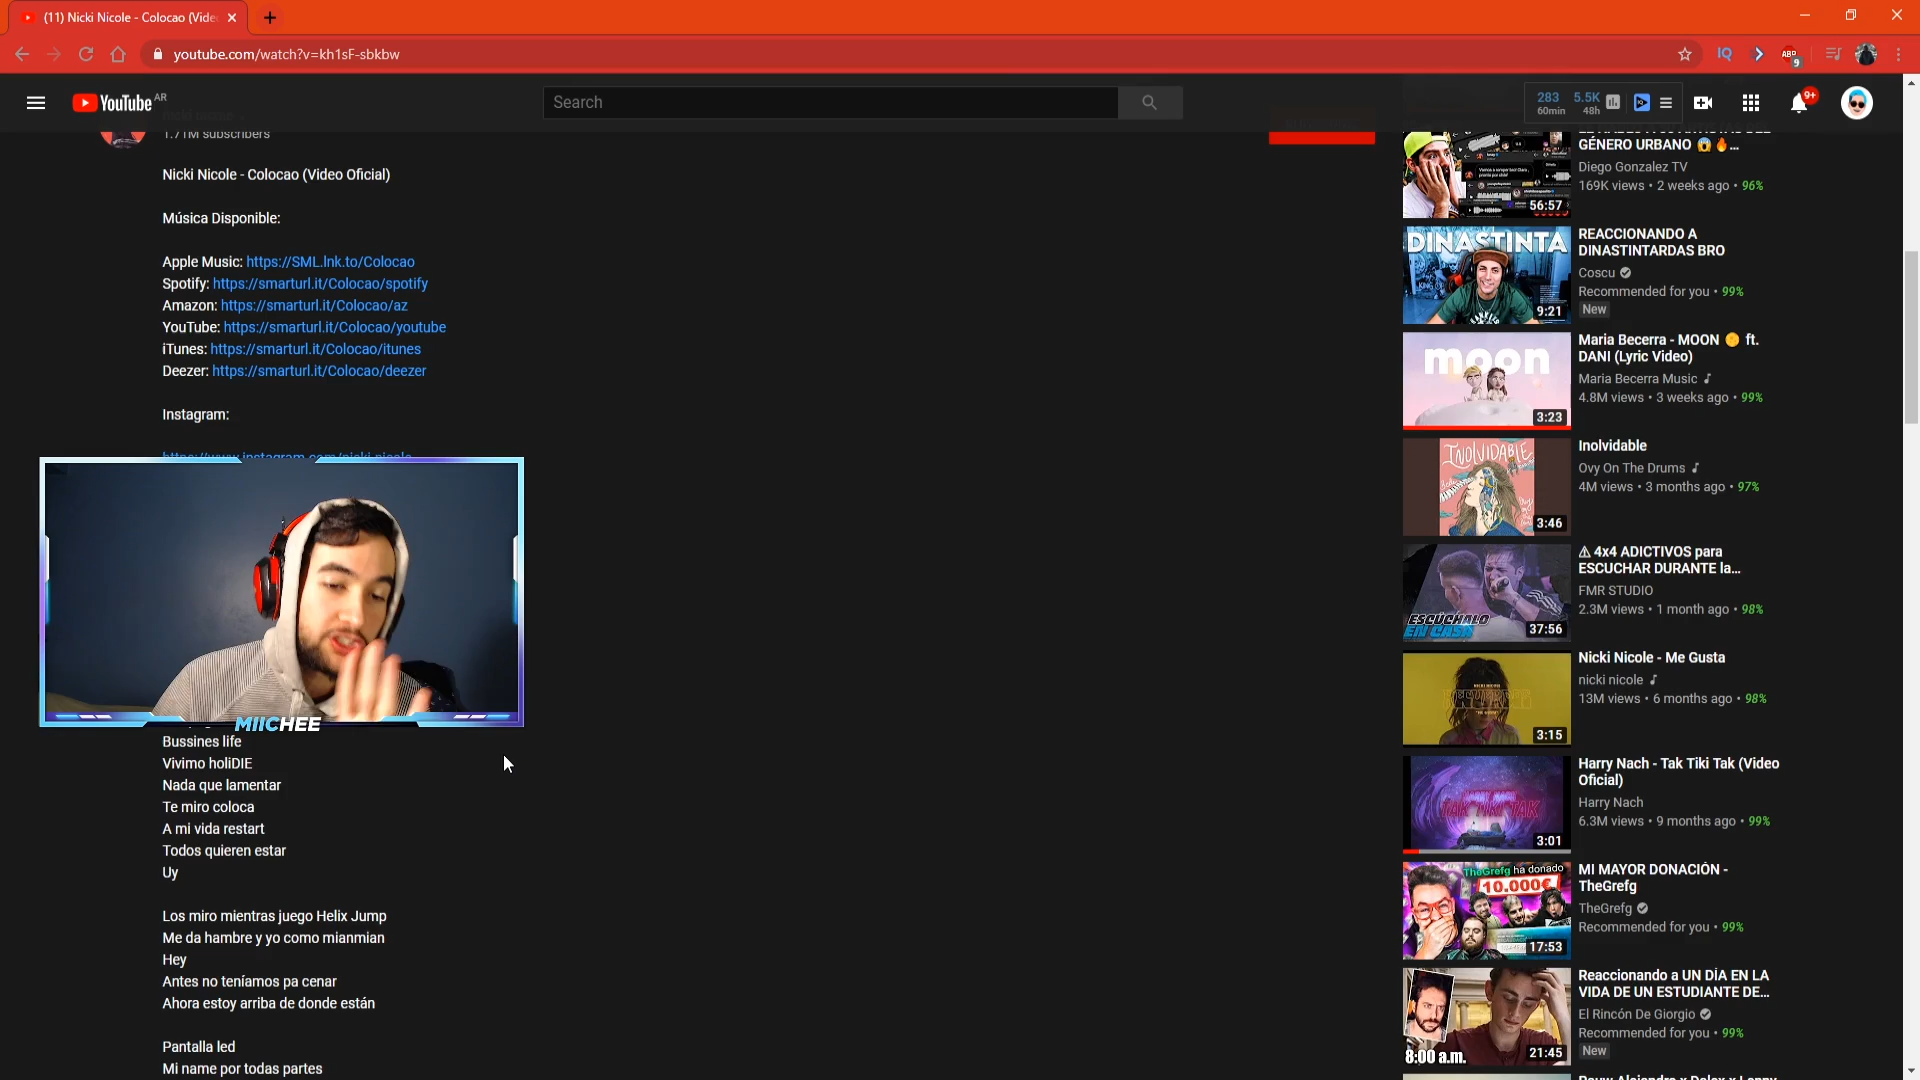 (11) Nicki Nicole - Colocao (Vide
youtube.com/watch?v=kh1sF-sbkbw
YouTube AR
Search
283 5.5K
60min 48h
9+
1.71M subscribers
Nicki Nicole - Colocao (Video Oficial)
Música Disponible:
Apple Music: https://SML.lnk.to/Colocao
Spotify: https://smarturl.it/Colocao/spotify
Amazon: https://smarturl.it/Colocao/az
YouTube: https://smarturl.it/Colocao/youtube
iTunes: https://smarturl.it/Colocao/itunes
Deezer: https://smarturl.it/Colocao/deezer
Instagram:
MIICHEE
Bussines life
Vivimo holiDIE
Nada que lamentar
Te miro coloca
A mi vida restart
Todos quieren estar
Uy
Los miro mientras juego Helix Jump
Me da hambre y yo como mianmian
Hey
Antes no teníamos pa cenar
Ahora estoy arriba de donde están
Pantalla led
Mi name por todas partes
GÉNERO URBANO 😱🔥...
Diego Gonzalez TV
169K views • 2 weeks ago • 96%
56:57
DINASTINTA
9:21
REACCIONANDO A
DINASTINTARDAS BRO
Coscu
Recommended for you • 99%
New
moon
3:23
Maria Becerra - MOON 🌕 ft.
DANI (Lyric Video)
Maria Becerra Music
4.8M views • 3 weeks ago • 99%
INOLVIDABLE
3:46
Inolvidable
Ovy On The Drums
4M views • 3 months ago • 97%
ESCÚCHALO
EN CASA
37:56
⚠ 4x4 ADICTIVOS para
ESCUCHAR DURANTE la...
FMR STUDIO
2.3M views • 1 month ago • 98%
3:15
Nicki Nicole - Me Gusta
nicki nicole
13M views • 6 months ago • 98%
TAK TIKI TAK
3:01
Harry Nach - Tak Tiki Tak (Video
Oficial)
Harry Nach
6.3M views • 9 months ago • 99%
TheGrefg ha donado
10.000€
17:53
MI MAYOR DONACIÓN -
TheGrefg
TheGrefg
Recommended for you • 99%
8:00 a.m.
21:45
Reaccionando a UN DÍA EN LA
VIDA DE UN ESTUDIANTE DE...
El Rincón De Giorgio
Recommended for you • 99%
New